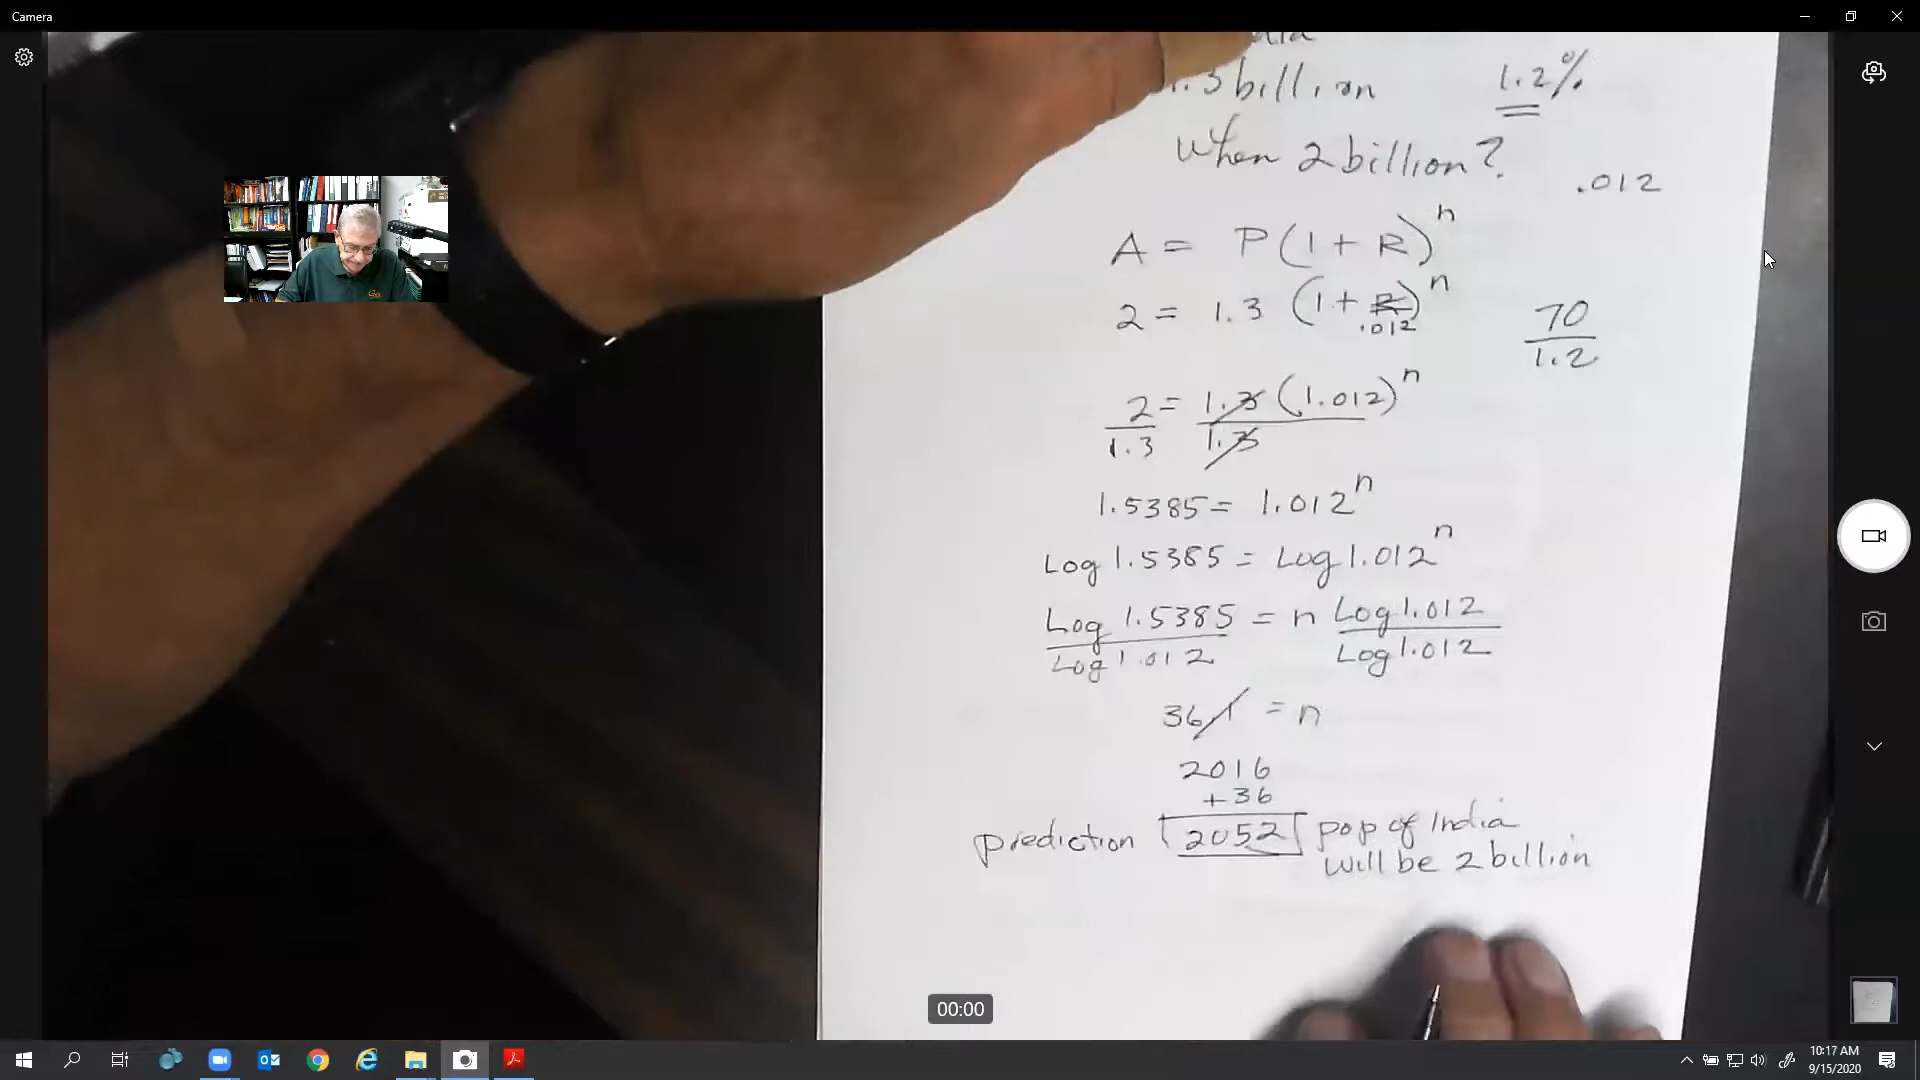 Camera
1.3 billion 1.2%
When 2 billion?
.012
A = P(1 + R)^n
2 = 1.3 (1 + R)^n
.012
70
1.2
2 = 1.3 (1.012)^n
1.3 1.3
1.5385 = 1.012^n
Log 1.5385 = Log 1.012^n
Log 1.5385 = n Log 1.012
Log 1.012 Log 1.012
36 = n
2016
+36
prediction 2052 pop of India
will be 2 billion
00:00
10:17 AM
9/15/2020